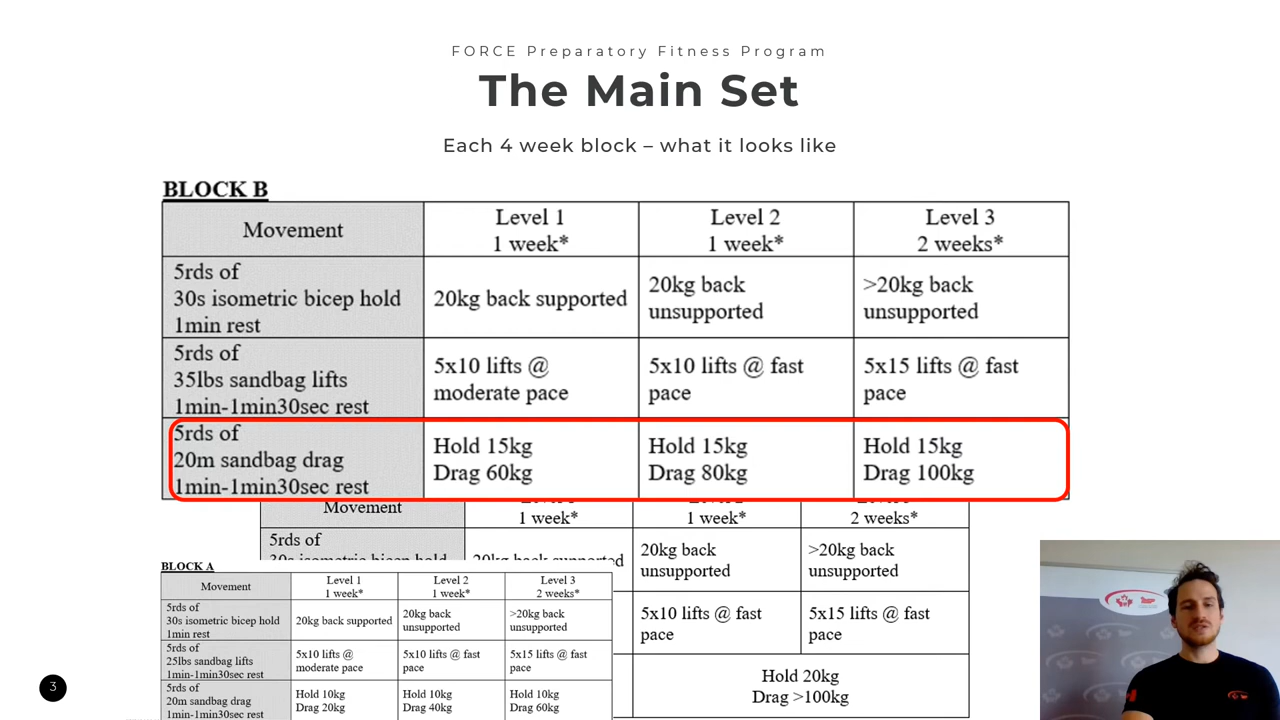 FORCE Preparatory Fitness Program
The Main Set
Each 4 week block – what it looks like
BLOCK B
Movement
Level 1
1 week*
Level 2
1 week*
Level 3
2 weeks*
5rds of
30s isometric bicep hold
1min rest
20kg back supported
20kg back
unsupported
>20kg back
unsupported
5rds of
35lbs sandbag lifts
1min-1min30sec rest
5x10 lifts @
moderate pace
5x10 lifts @ fast
pace
5x15 lifts @ fast
pace
5rds of
20m sandbag drag
1min-1min30sec rest
Hold 15kg
Drag 60kg
Hold 15kg
Drag 80kg
Hold 15kg
Drag 100kg
Movement
1 week*
1 week*
2 weeks*
5rds of
30s isometric bicep hold
20kg back supported
20kg back
unsupported
>20kg back
unsupported
5x10 lifts @ fast
pace
5x15 lifts @ fast
pace
Hold 20kg
Drag >100kg
BLOCK A
Movement
Level 1
1 week*
Level 2
1 week*
Level 3
2 weeks*
5rds of
30s isometric bicep hold
1min rest
20kg back supported
20kg back
unsupported
>20kg back
unsupported
5rds of
25lbs sandbag lifts
1min-1min30sec rest
5x10 lifts @
moderate pace
5x10 lifts @ fast
pace
5x15 lifts @ fast
pace
5rds of
20m sandbag drag
1min-1min30sec rest
Hold 10kg
Drag 20kg
Hold 10kg
Drag 40kg
Hold 10kg
Drag 60kg
3